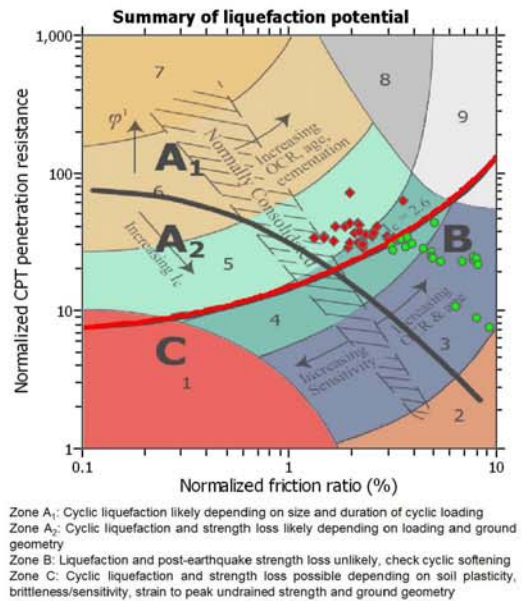 Summary of liquefaction potential
1,000
100
10
1
Normalized CPT penetration resistance
7
8
9
φ'
A1
Normally Consolidated
Increasing OCR, age, cementation
6
A2
Increasing Ic
5
Ic = 2.6
B
4
C
1
Increasing Sensitivity
Increasing OCR & age
3
2
0.1
1
10
Normalized friction ratio (%)
Zone A1: Cyclic liquefaction likely depending on size and duration of cyclic loading
Zone A2: Cyclic liquefaction and strength loss likely depending on loading and ground
geometry
Zone B: Liquefaction and post-earthquake strength loss unlikely, check cyclic softening
Zone C: Cyclic liquefaction and strength loss possible depending on soil plasticity,
brittleness/sensitivity, strain to peak undrained strength and ground geometry